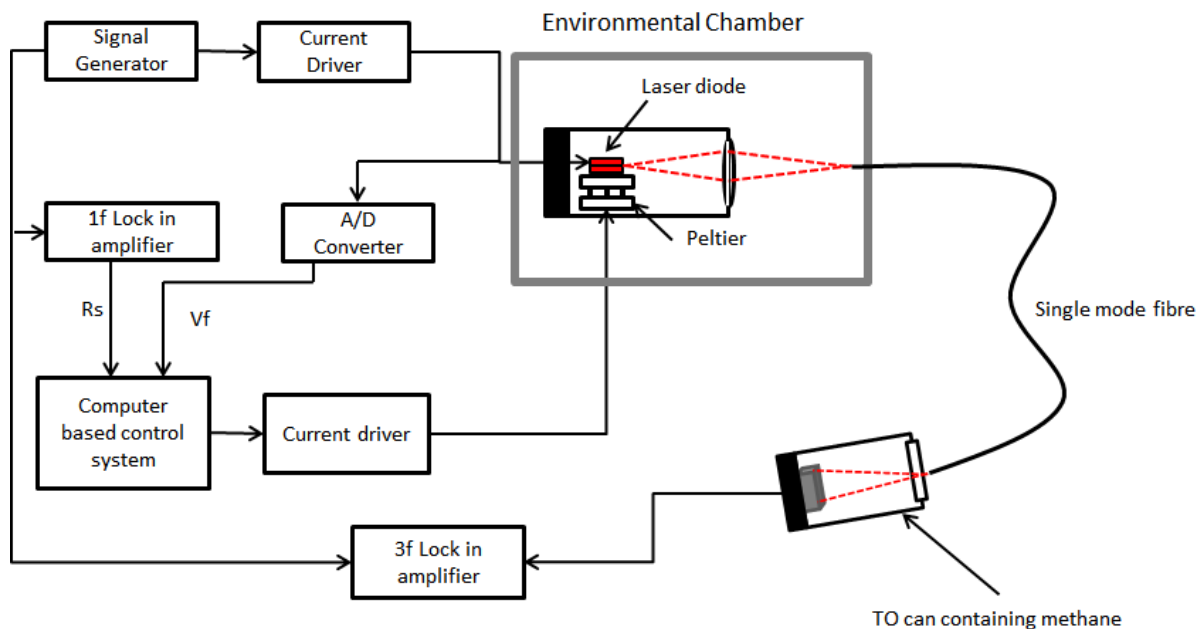 Environmental Chamber
Signal
Generator
Current
Driver
Laser diode
1f Lock in
amplifier
A/D
Converter
Peltier
Rs
Vf
Single mode fibre
Computer
based control
system
Current driver
3f Lock in
amplifier
TO can containing methane